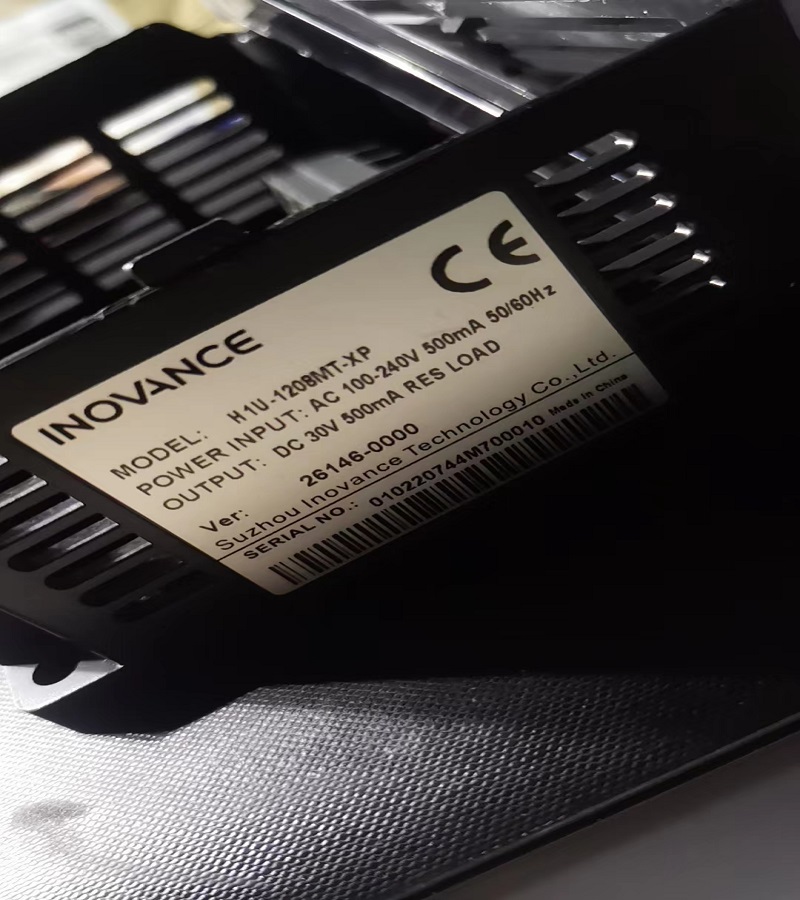 CE
INOVANCE
MODEL: H1U-1208MT-XP
POWER INPUT: AC 100-240V 500mA 50/60Hz
OUTPUT: DC 30V 500mA RES LOAD
Ver: 26146-0000
Suzhou Inovance Technology Co.,Ltd.
SERIAL NO.: 010220744M700010 Made in China